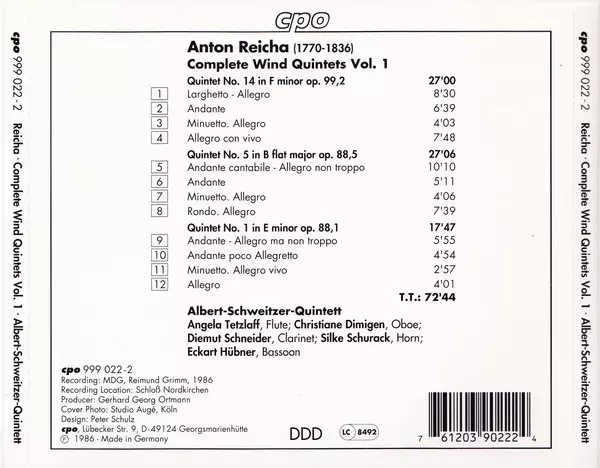 cpo
Anton Reicha (1770-1836)
Complete Wind Quintets Vol. 1
Quintet No. 14 in F minor op. 99,2 27'00
1 Larghetto - Allegro 8'30
2 Andante 6'39
3 Minuetto. Allegro 4'03
4 Allegro con vivo 7'48
Quintet No. 5 in B flat major op. 88,5 27'06
5 Andante cantabile - Allegro non troppo 10'10
6 Andante 5'11
7 Minuetto. Allegro 4'06
8 Rondo. Allegro 7'39
Quintet No. 1 in E minor op. 88,1 17'47
9 Andante - Allegro ma non troppo 5'55
10 Andante poco Allegretto 4'54
11 Minuetto. Allegro vivo 2'57
12 Allegro 4'01
T.T.: 72'44
Albert-Schweitzer-Quintett
Angela Tetzlaff, Flute; Christiane Dimigen, Oboe;
Diemut Schneider, Clarinet; Silke Schurack, Horn;
Eckart Hübner, Bassoon
cpo 999 022-2
Recording: MDG, Reimund Grimm, 1986
Recording Location: Schloß Nordkirchen
Producer: Gerhard Georg Ortmann
Cover Photo: Studio Augé, Köln
Design: Peter Schulz
cpo, Lübecker Str. 9, D-49124 Georgsmarienhütte
℗ 1986 · Made in Germany
DDD
LC 8492
7 61203 90222 4
cpo 999 022-2 Reicha · Complete Wind Quintets Vol. 1 · Albert-Schweitzer-Quintett
cpo 999 022-2 Reicha · Complete Wind Quintets Vol. 1 · Albert-Schweitzer-Quintett